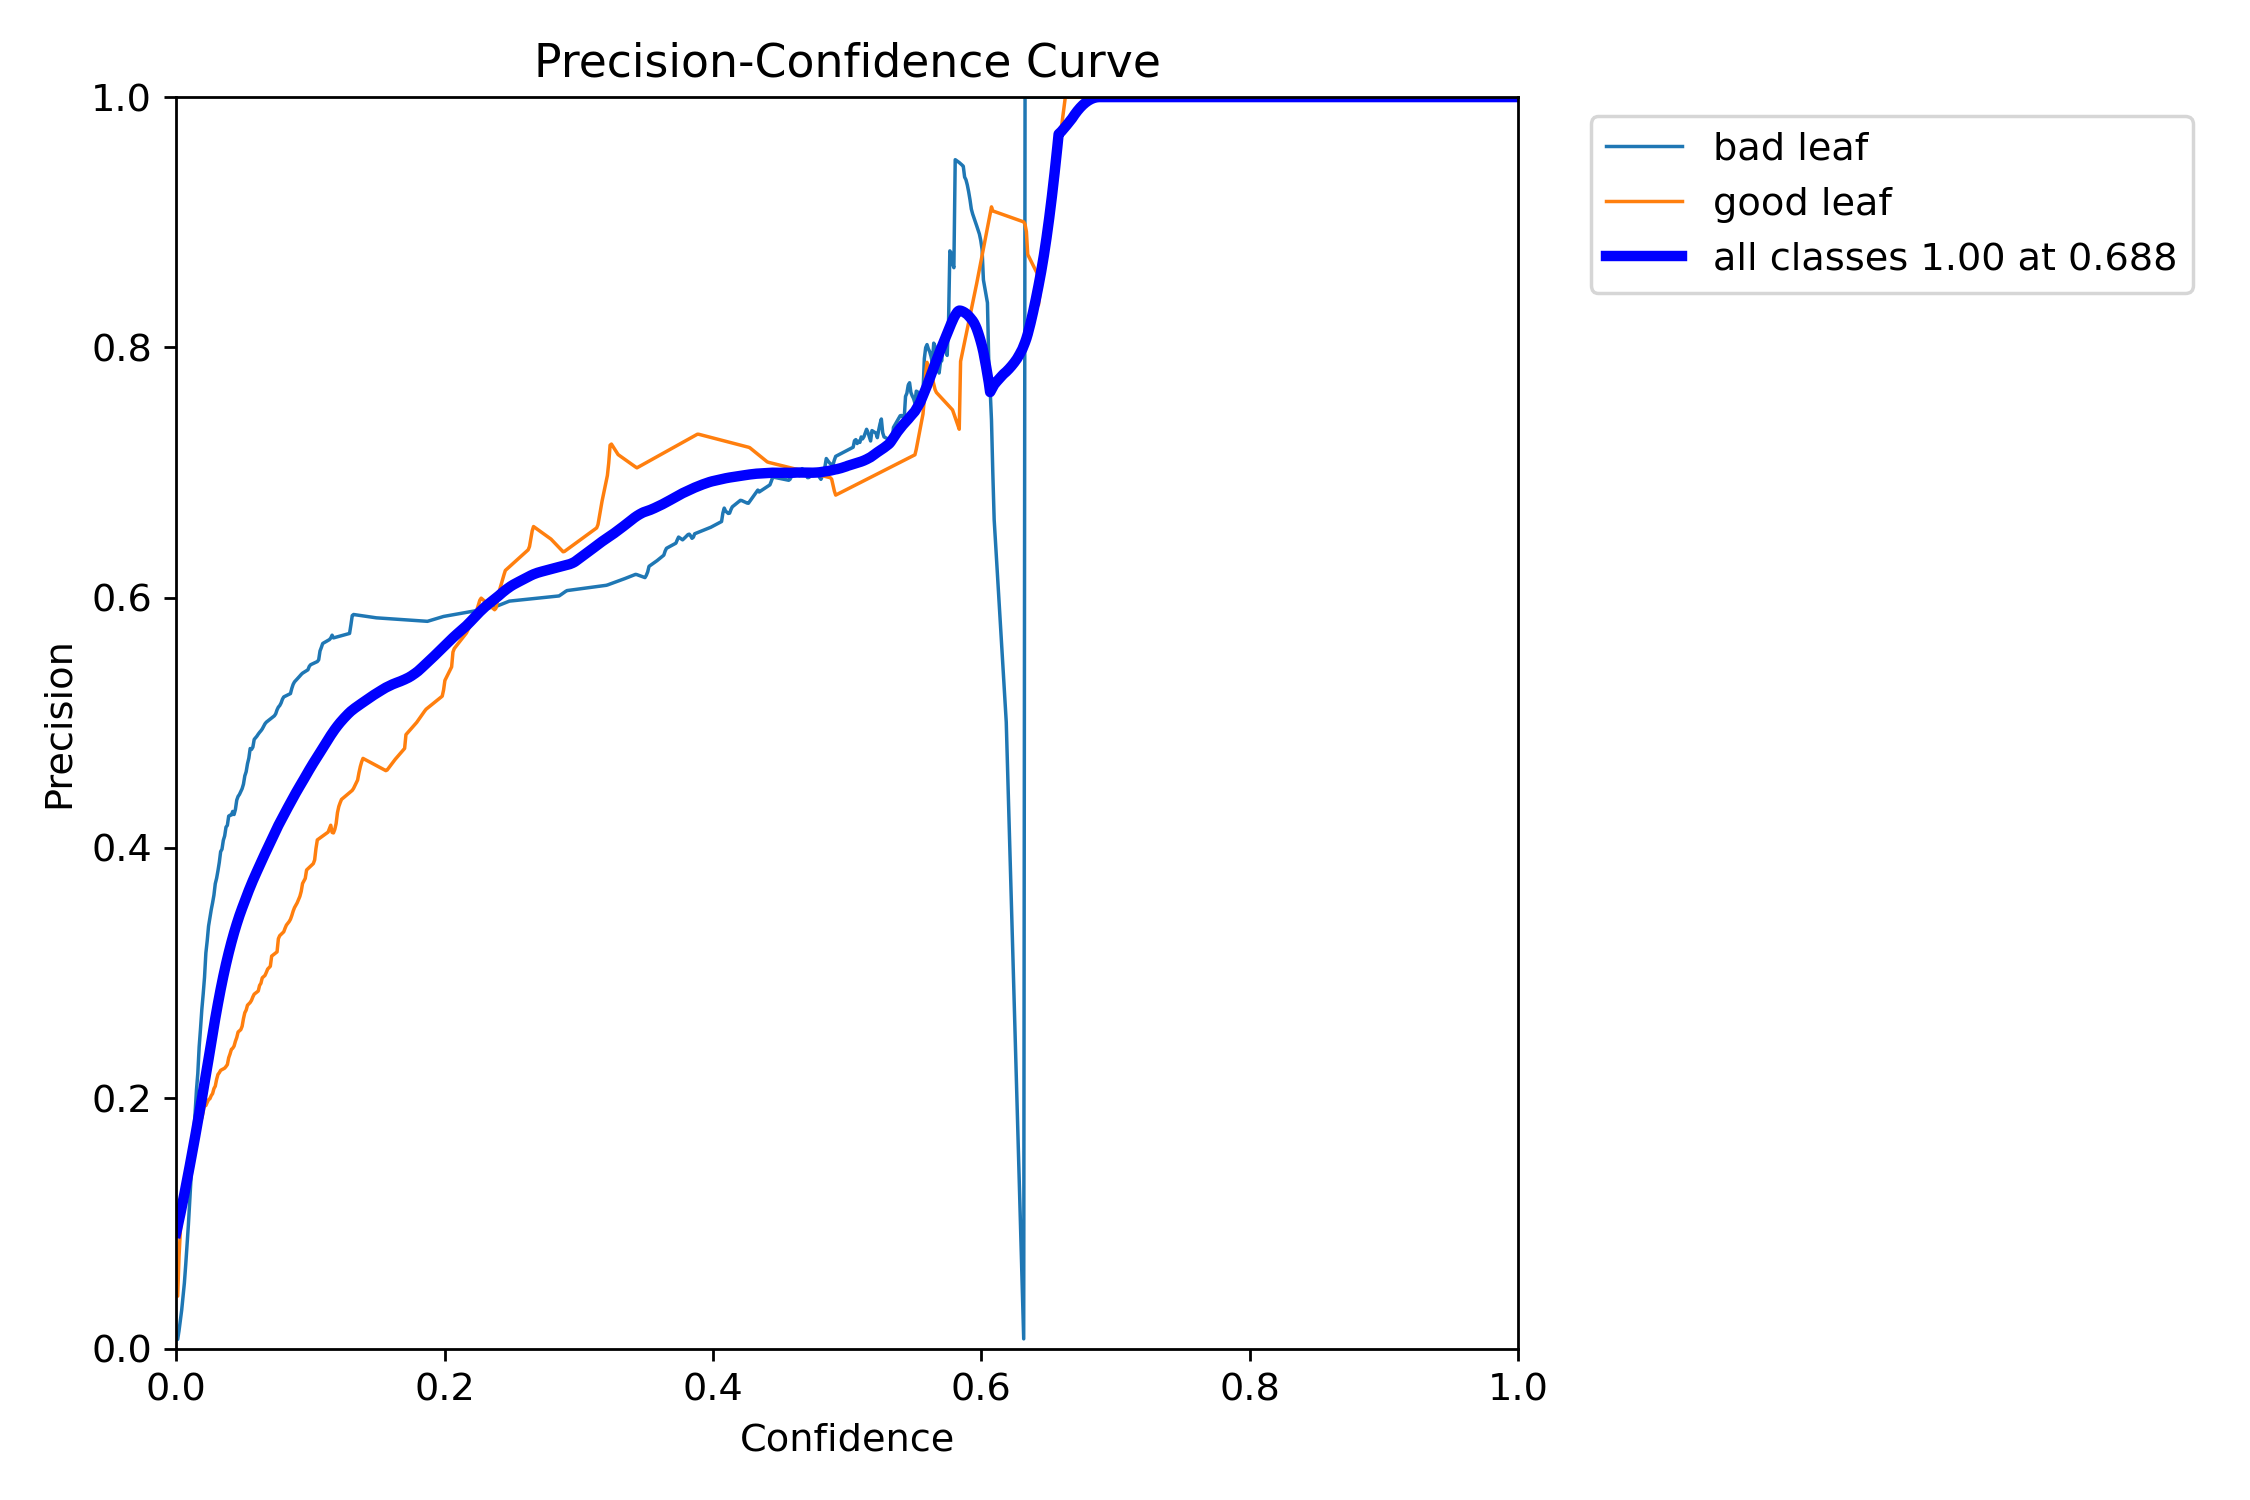 Precision-Confidence Curve
1.0
0.8
0.6
0.4
0.2
0.0
Precision
0.0 0.2 0.4 0.6 0.8 1.0
Confidence
bad leaf
good leaf
all classes 1.00 at 0.688